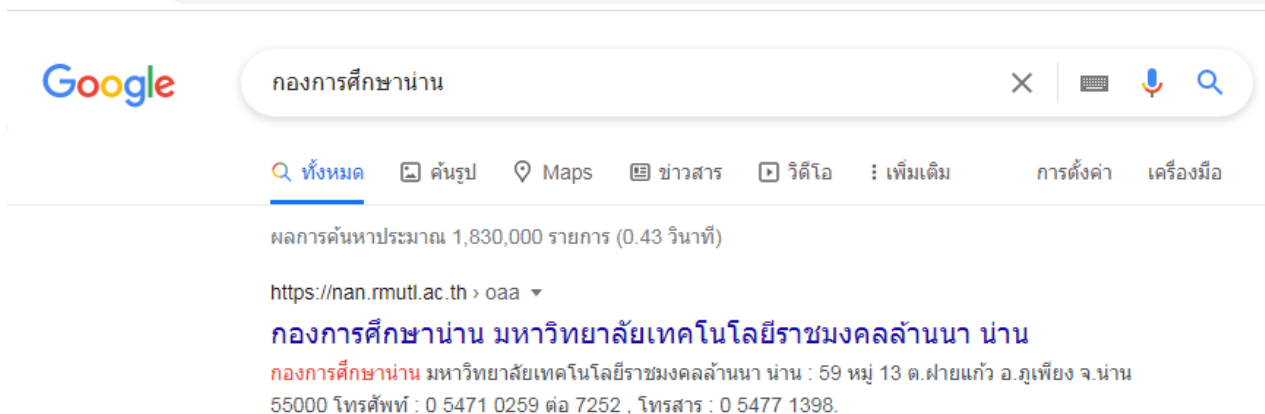 Google กองการศึกษาน่าน
ทั้งหมด ค้นรูป Maps ข่าวสาร วิดีโอ เพิ่มเติม การตั้งค่า เครื่องมือ
ผลการค้นหาประมาณ 1,830,000 รายการ (0.43 วินาที)
https://nan.rmutl.ac.th › oaa
กองการศึกษาน่าน มหาวิทยาลัยเทคโนโลยีราชมงคลล้านนา น่าน
กองการศึกษาน่าน มหาวิทยาลัยเทคโนโลยีราชมงคลล้านนา น่าน : 59 หมู่ 13 ต.ฝายแก้ว อ.ภูเพียง จ.น่าน
55000 โทรศัพท์ : 0 5471 0259 ต่อ 7252 , โทรสาร : 0 5477 1398.